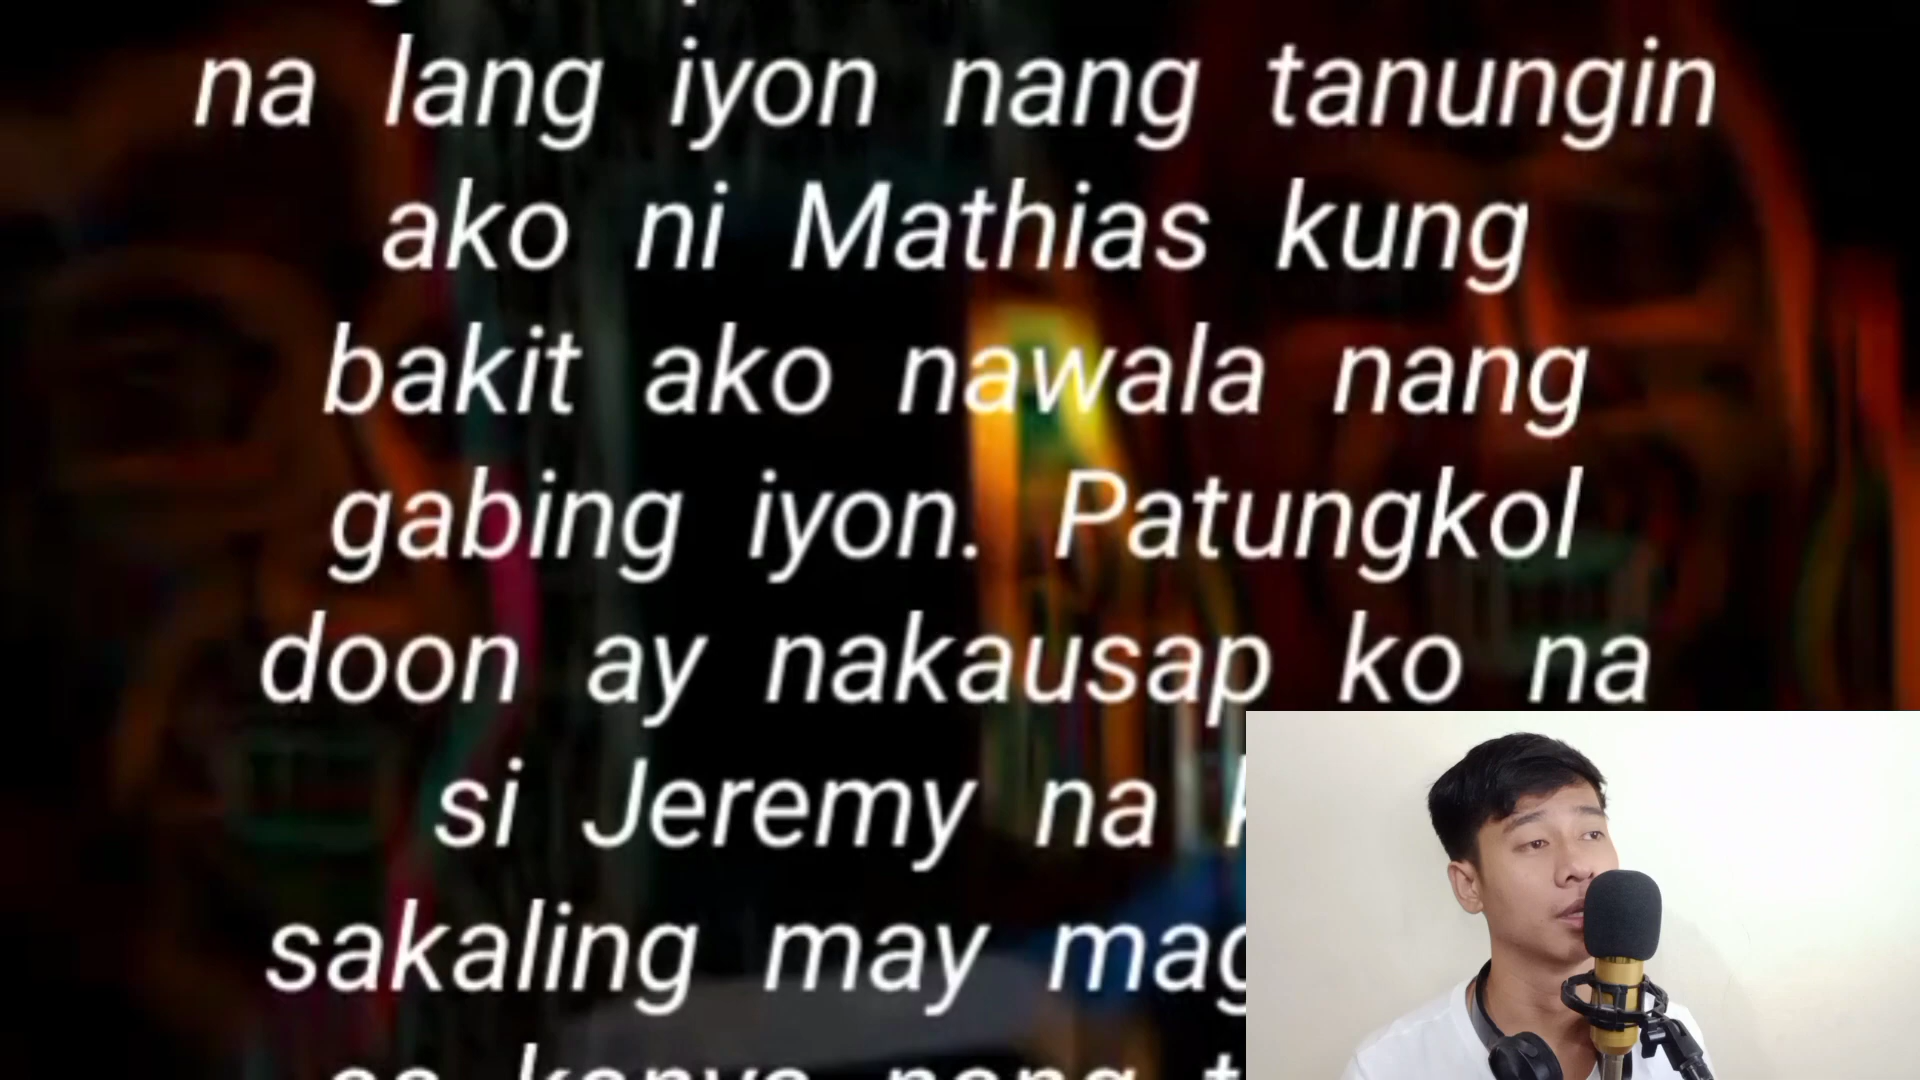 na lang iyon nang tanungin
ako ni Mathias kung
bakit ako nawala nang
gabing iyon. Patungkol
doon ay nakausap ko na
si Jeremy na
sakaling may